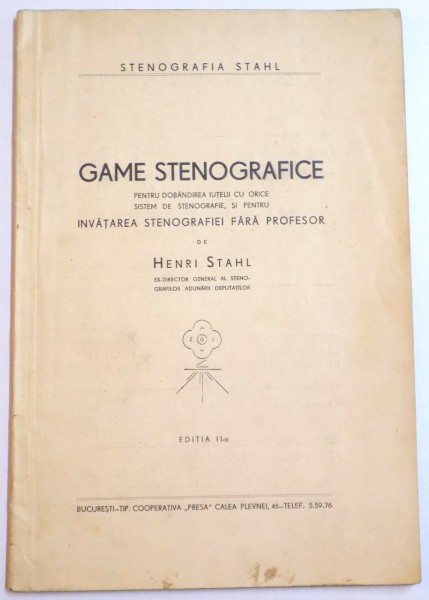 STENOGRAFIA STAHL
GAME STENOGRAFICE
PENTRU DOBÂNDIREA IUȚELII CU ORICE
SISTEM DE STENOGRAFIE, ȘI PENTRU
INVĂȚAREA STENOGRAFIEI FĂRĂ PROFESOR
DE
HENRI STAHL
EX-DIRECTOR GENERAL AL STENO-
GRAFILOR ADUNĂRII DEPUTAȚILOR
EDIȚIA II-a
BUCUREȘTI—TIP. COOPERATIVA „PRESA" CALEA PLEVNEI, 46—TELEF. 5.59.76